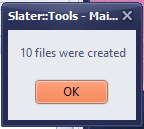 Slater::Tools - Mai...
10 files were created
OK